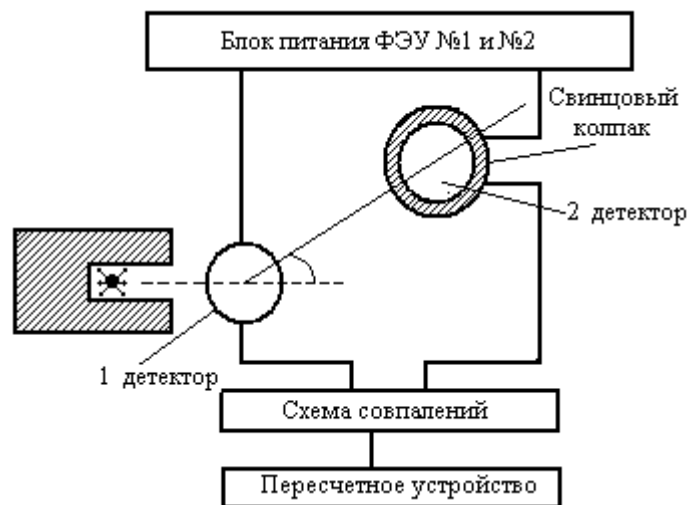 Блок питания ФЭУ №1 и №2
Свинцовый
колпак
2 детектор
1 детектор
Схема совпалений
Пересчетное устройство